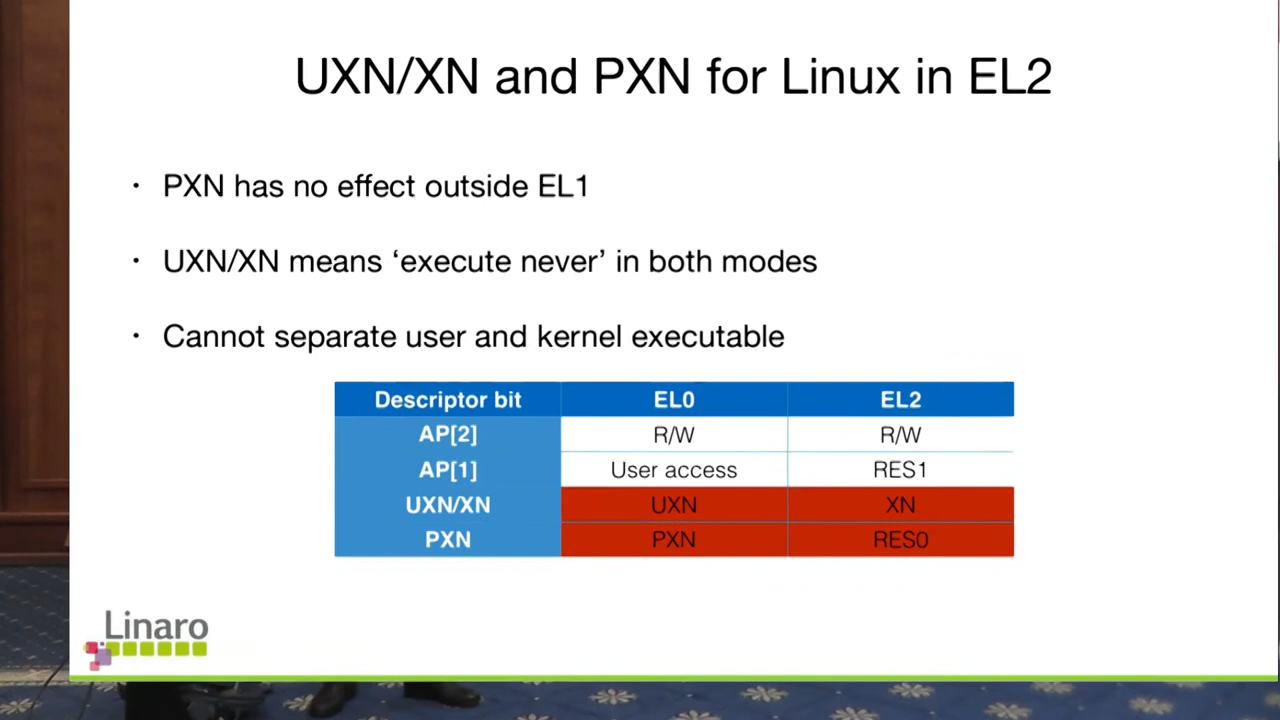 UXN/XN and PXN for Linux in EL2
· PXN has no effect outside EL1
· UXN/XN means ‘execute never’ in both modes
· Cannot separate user and kernel executable
Descriptor bit EL0 EL2
AP[2] R/W R/W
AP[1] User access RES1
UXN/XN UXN XN
PXN PXN RES0
Linaro